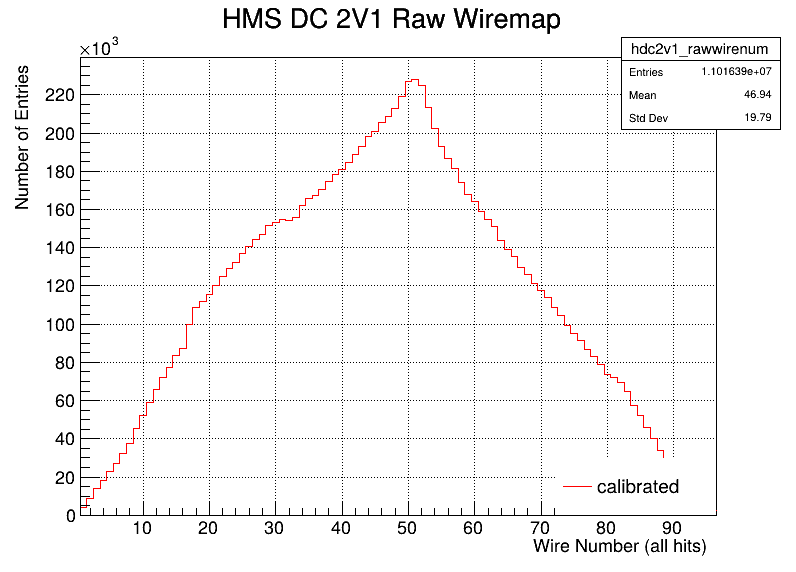 HMS DC 2V1 Raw Wiremap
×10³
hdc2v1_rawwirenum
Entries 1.101639e+07
Mean 46.94
Std Dev 19.79
Number of Entries
220
200
180
160
140
120
100
80
60
40
20
0
calibrated
10 20 30 40 50 60 70 80 90
Wire Number (all hits)